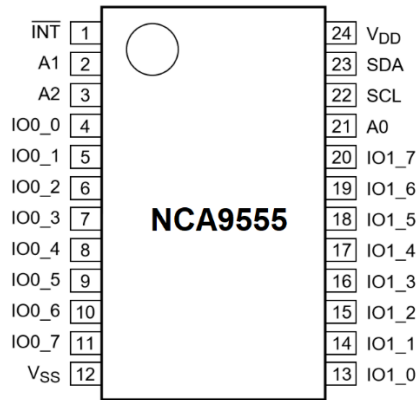 INT 1 24 VDD
A1 2 23 SDA
A2 3 22 SCL
IO0_0 4 21 A0
IO0_1 5 20 IO1_7
IO0_2 6 19 IO1_6
IO0_3 7 18 IO1_5
NCA9555
IO0_4 8 17 IO1_4
IO0_5 9 16 IO1_3
IO0_6 10 15 IO1_2
IO0_7 11 14 IO1_1
VSS 12 13 IO1_0